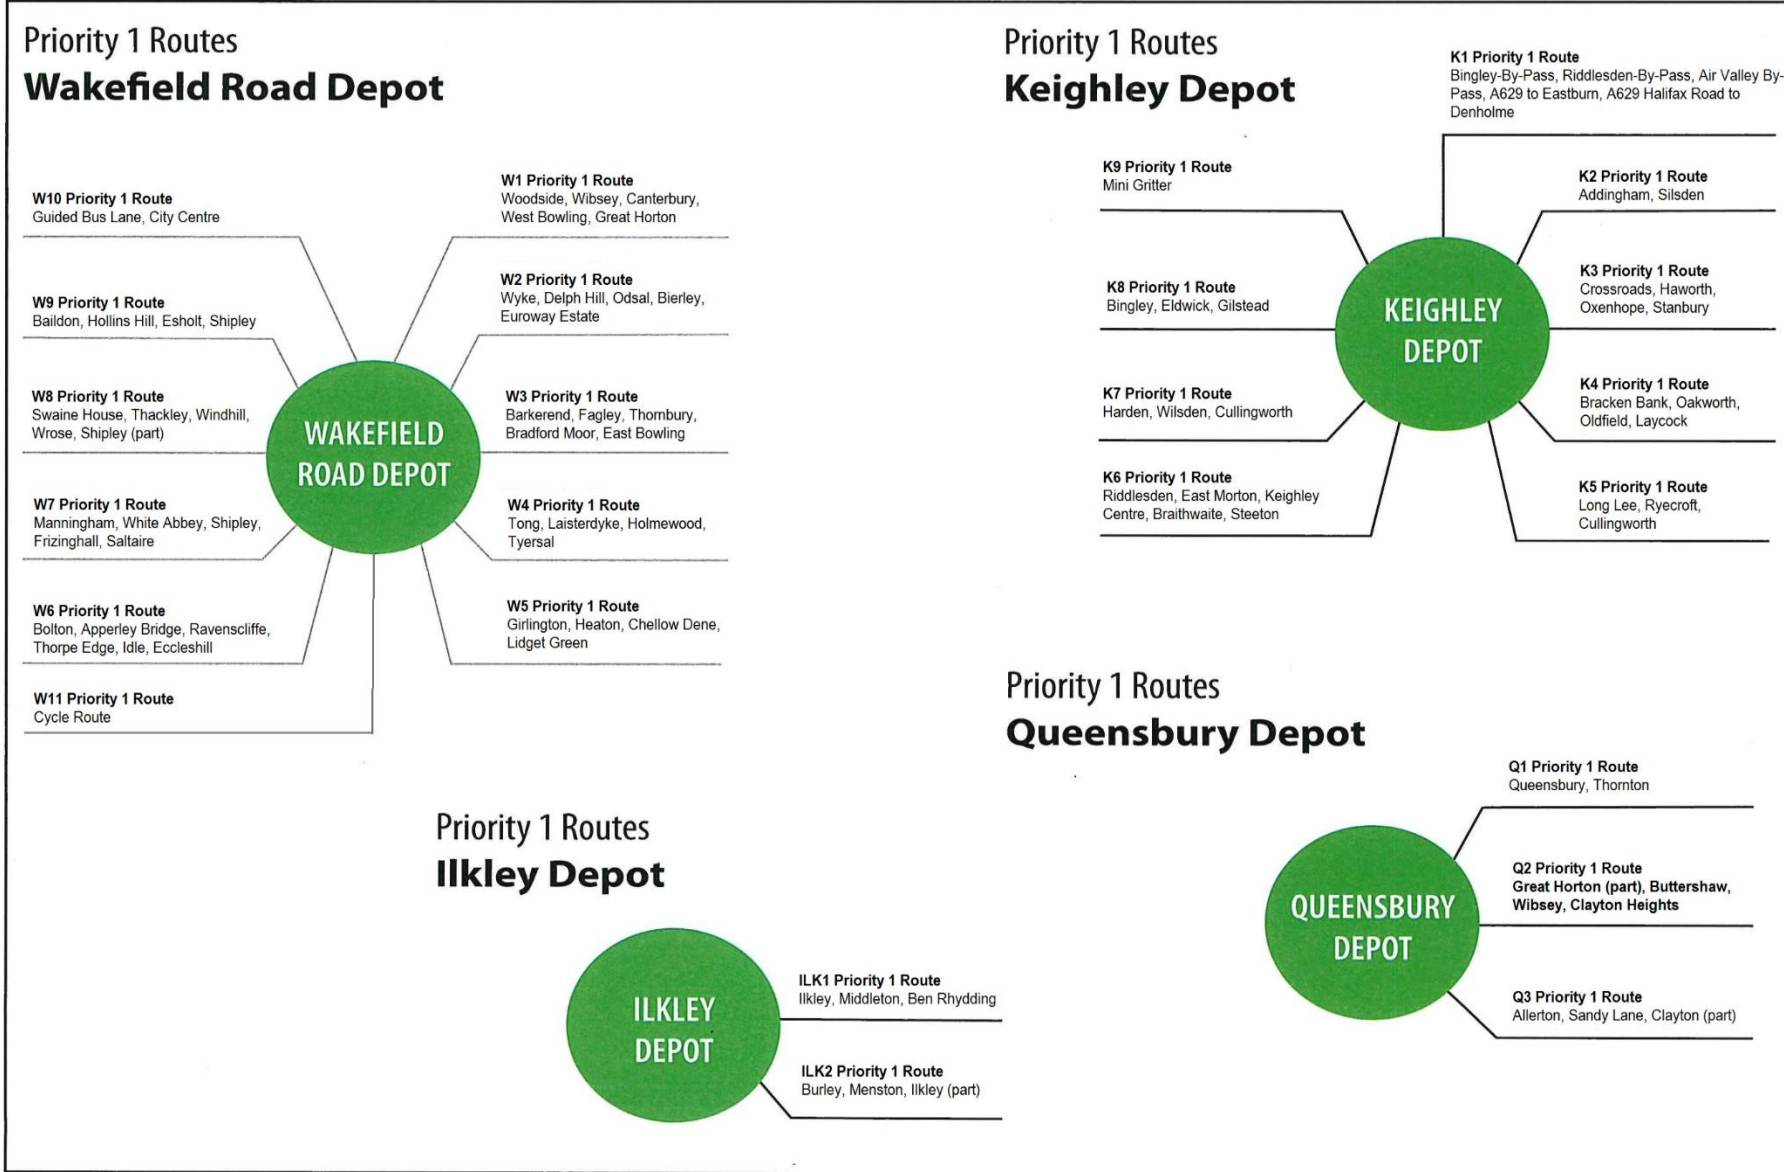 Priority 1 Routes
Wakefield Road Depot
W10 Priority 1 Route
Guided Bus Lane, City Centre
W1 Priority 1 Route
Woodside, Wibsey, Canterbury,
West Bowling, Great Horton
W9 Priority 1 Route
Baildon, Hollins Hill, Esholt, Shipley
W2 Priority 1 Route
Wyke, Delph Hill, Odsal, Bierley,
Euroway Estate
W8 Priority 1 Route
Swaine House, Thackley, Windhill,
Wrose, Shipley (part)
W3 Priority 1 Route
Barkerend, Fagley, Thornbury,
Bradford Moor, East Bowling
WAKEFIELD
ROAD DEPOT
W7 Priority 1 Route
Manningham, White Abbey, Shipley,
Frizinghall, Saltaire
W4 Priority 1 Route
Tong, Laisterdyke, Holmewood,
Tyersal
W6 Priority 1 Route
Bolton, Apperley Bridge, Ravenscliffe,
Thorpe Edge, Idle, Eccleshill
W5 Priority 1 Route
Girlington, Heaton, Chellow Dene,
Lidget Green
W11 Priority 1 Route
Cycle Route
Priority 1 Routes
Keighley Depot
K1 Priority 1 Route
Bingley-By-Pass, Riddlesden-By-Pass, Air Valley By-
Pass, A629 to Eastburn, A629 Halifax Road to
Denholme
K9 Priority 1 Route
Mini Gritter
K2 Priority 1 Route
Addingham, Silsden
K8 Priority 1 Route
Bingley, Eldwick, Gilstead
K3 Priority 1 Route
Crossroads, Haworth,
Oxenhope, Stanbury
KEIGHLEY
DEPOT
K7 Priority 1 Route
Harden, Wilsden, Cullingworth
K4 Priority 1 Route
Bracken Bank, Oakworth,
Oldfield, Laycock
K6 Priority 1 Route
Riddlesden, East Morton, Keighley
Centre, Braithwaite, Steeton
K5 Priority 1 Route
Long Lee, Ryecroft,
Cullingworth
Priority 1 Routes
Ilkley Depot
ILKLEY
DEPOT
ILK1 Priority 1 Route
Ilkley, Middleton, Ben Rhydding
ILK2 Priority 1 Route
Burley, Menston, Ilkley (part)
Priority 1 Routes
Queensbury Depot
Q1 Priority 1 Route
Queensbury, Thornton
QUEENSBURY
DEPOT
Q2 Priority 1 Route
Great Horton (part), Buttershaw,
Wibsey, Clayton Heights
Q3 Priority 1 Route
Allerton, Sandy Lane, Clayton (part)